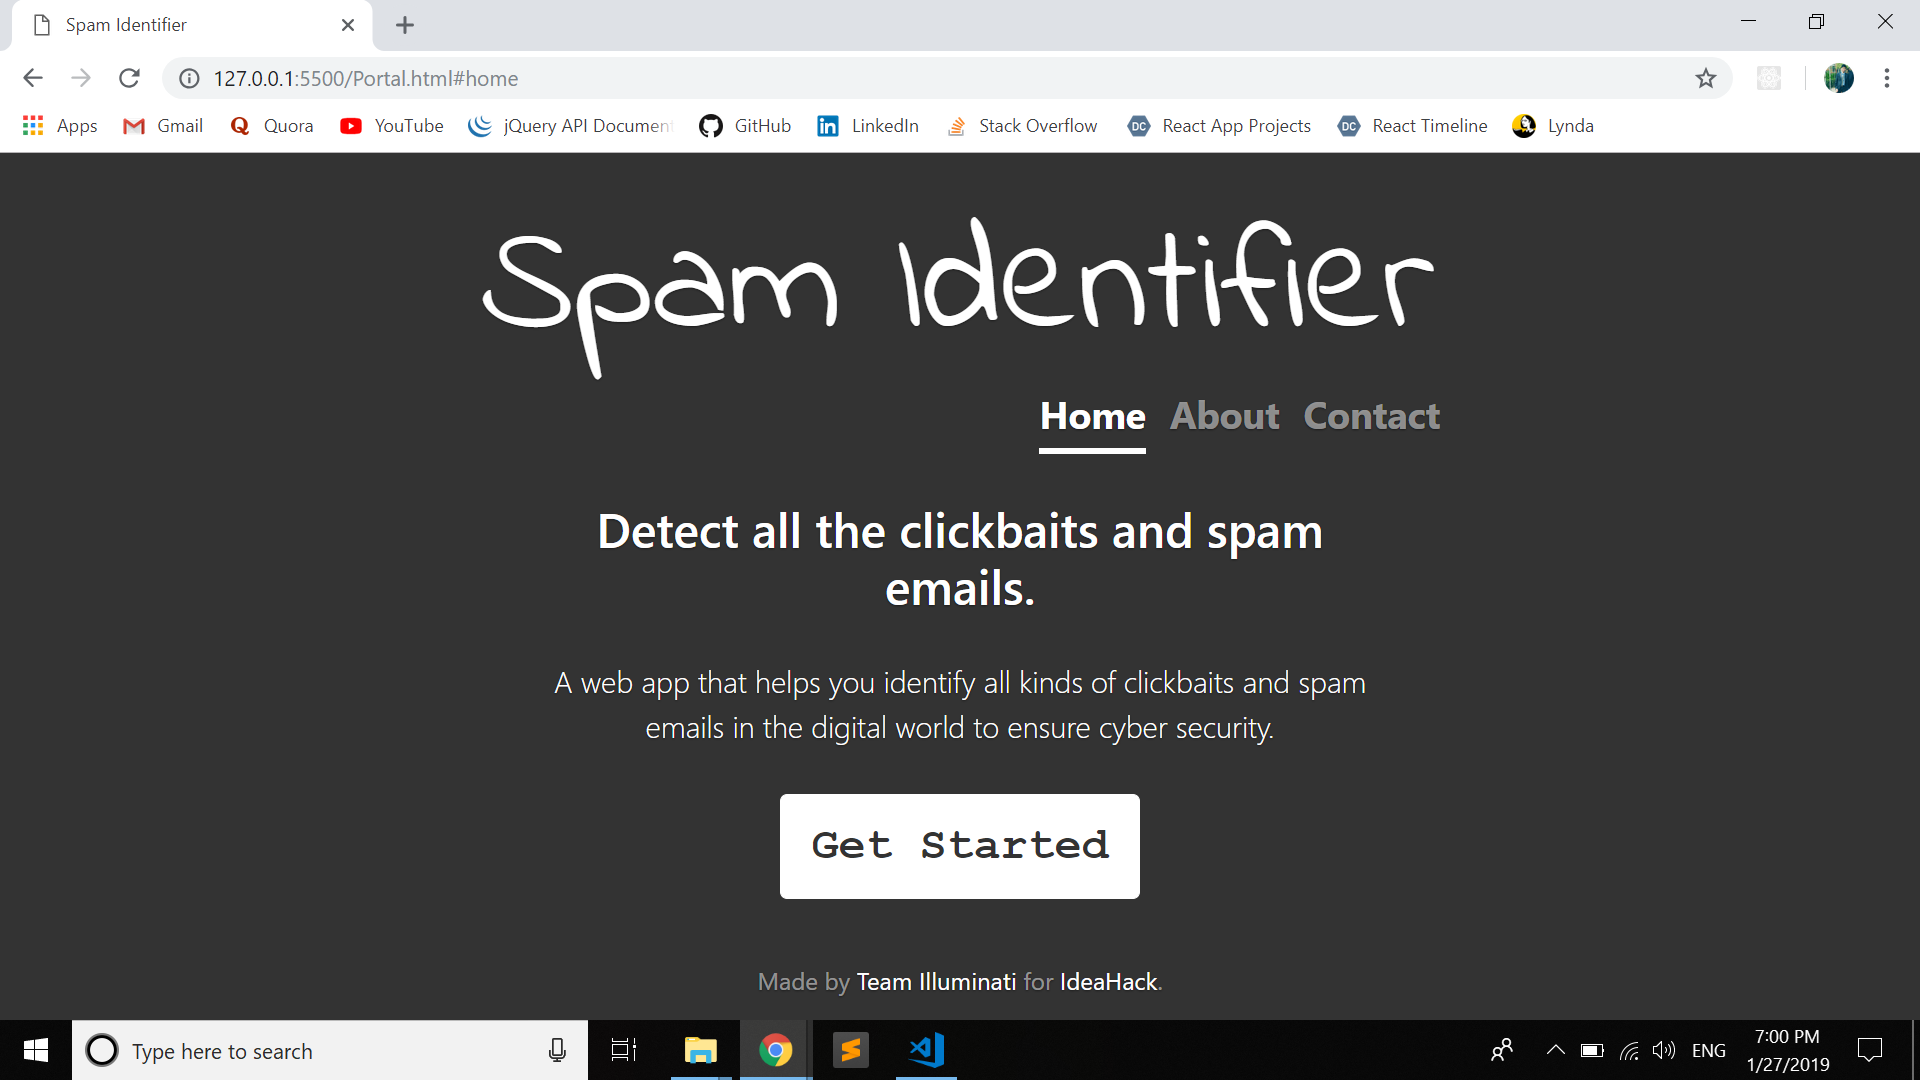 Spam Identifier
127.0.0.1:5500/Portal.html#home
Apps Gmail Quora YouTube jQuery API Document GitHub LinkedIn Stack Overflow DC React App Projects DC React Timeline Lynda
Spam Identifier
Home About Contact
Detect all the clickbaits and spam
emails.
A web app that helps you identify all kinds of clickbaits and spam
emails in the digital world to ensure cyber security.
Get Started
Made by Team Illuminati for IdeaHack.
Type here to search
ENG
7:00 PM
1/27/2019